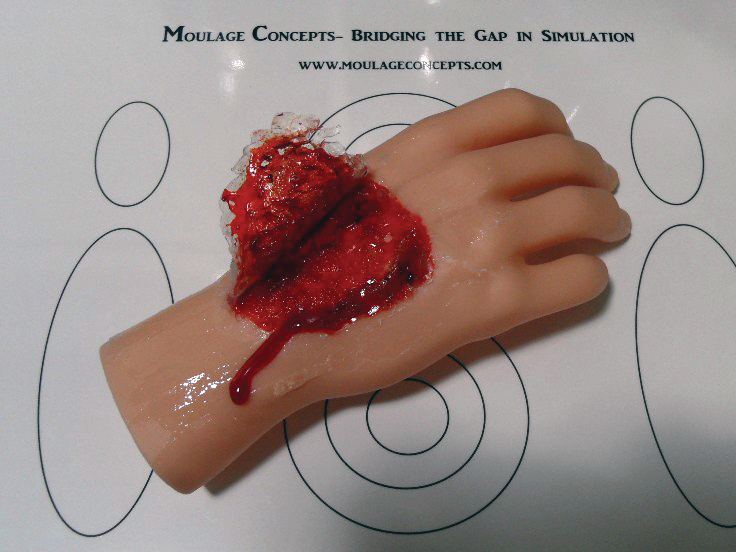 Moulage Concepts- Bridging the Gap in Simulation
www.moulageconcepts.com